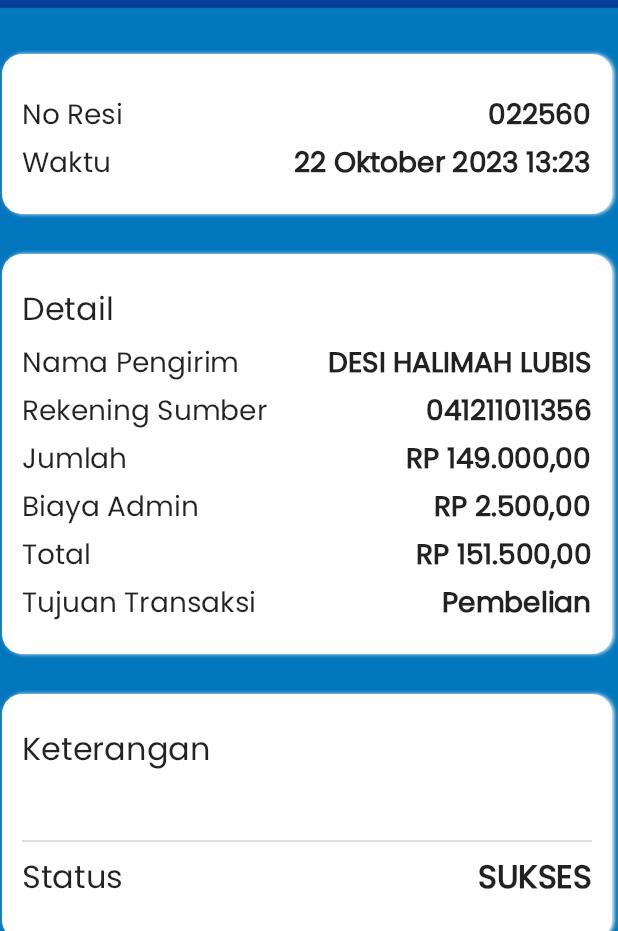 No Resi 022560
Waktu 22 Oktober 2023 13:23
Detail
Nama Pengirim DESI HALIMAH LUBIS
Rekening Sumber 041211011356
Jumlah RP 149.000,00
Biaya Admin RP 2.500,00
Total RP 151.500,00
Tujuan Transaksi Pembelian
Keterangan
Status SUKSES